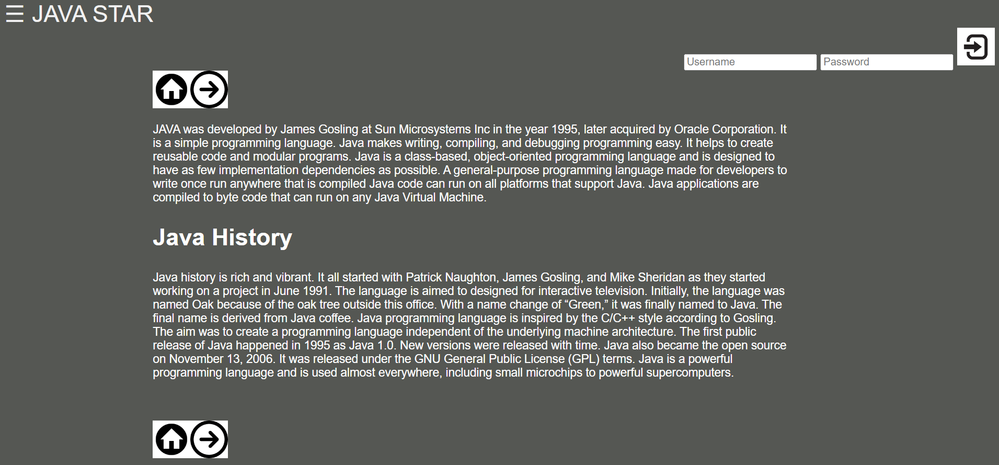 ☰ JAVA STAR
Username Password
JAVA was developed by James Gosling at Sun Microsystems Inc in the year 1995, later acquired by Oracle Corporation. It
is a simple programming language. Java makes writing, compiling, and debugging programming easy. It helps to create
reusable code and modular programs. Java is a class-based, object-oriented programming language and is designed to
have as few implementation dependencies as possible. A general-purpose programming language made for developers to
write once run anywhere that is compiled Java code can run on all platforms that support Java. Java applications are
compiled to byte code that can run on any Java Virtual Machine.
Java History
Java history is rich and vibrant. It all started with Patrick Naughton, James Gosling, and Mike Sheridan as they started
working on a project in June 1991. The language is aimed to designed for interactive television. Initially, the language was
named Oak because of the oak tree outside this office. With a name change of “Green,” it was finally named to Java. The
final name is derived from Java coffee. Java programming language is inspired by the C/C++ style according to Gosling.
The aim was to create a programming language independent of the underlying machine architecture. The first public
release of Java happened in 1995 as Java 1.0. New versions were released with time. Java also became the open source
on November 13, 2006. It was released under the GNU General Public License (GPL) terms. Java is a powerful
programming language and is used almost everywhere, including small microchips to powerful supercomputers.